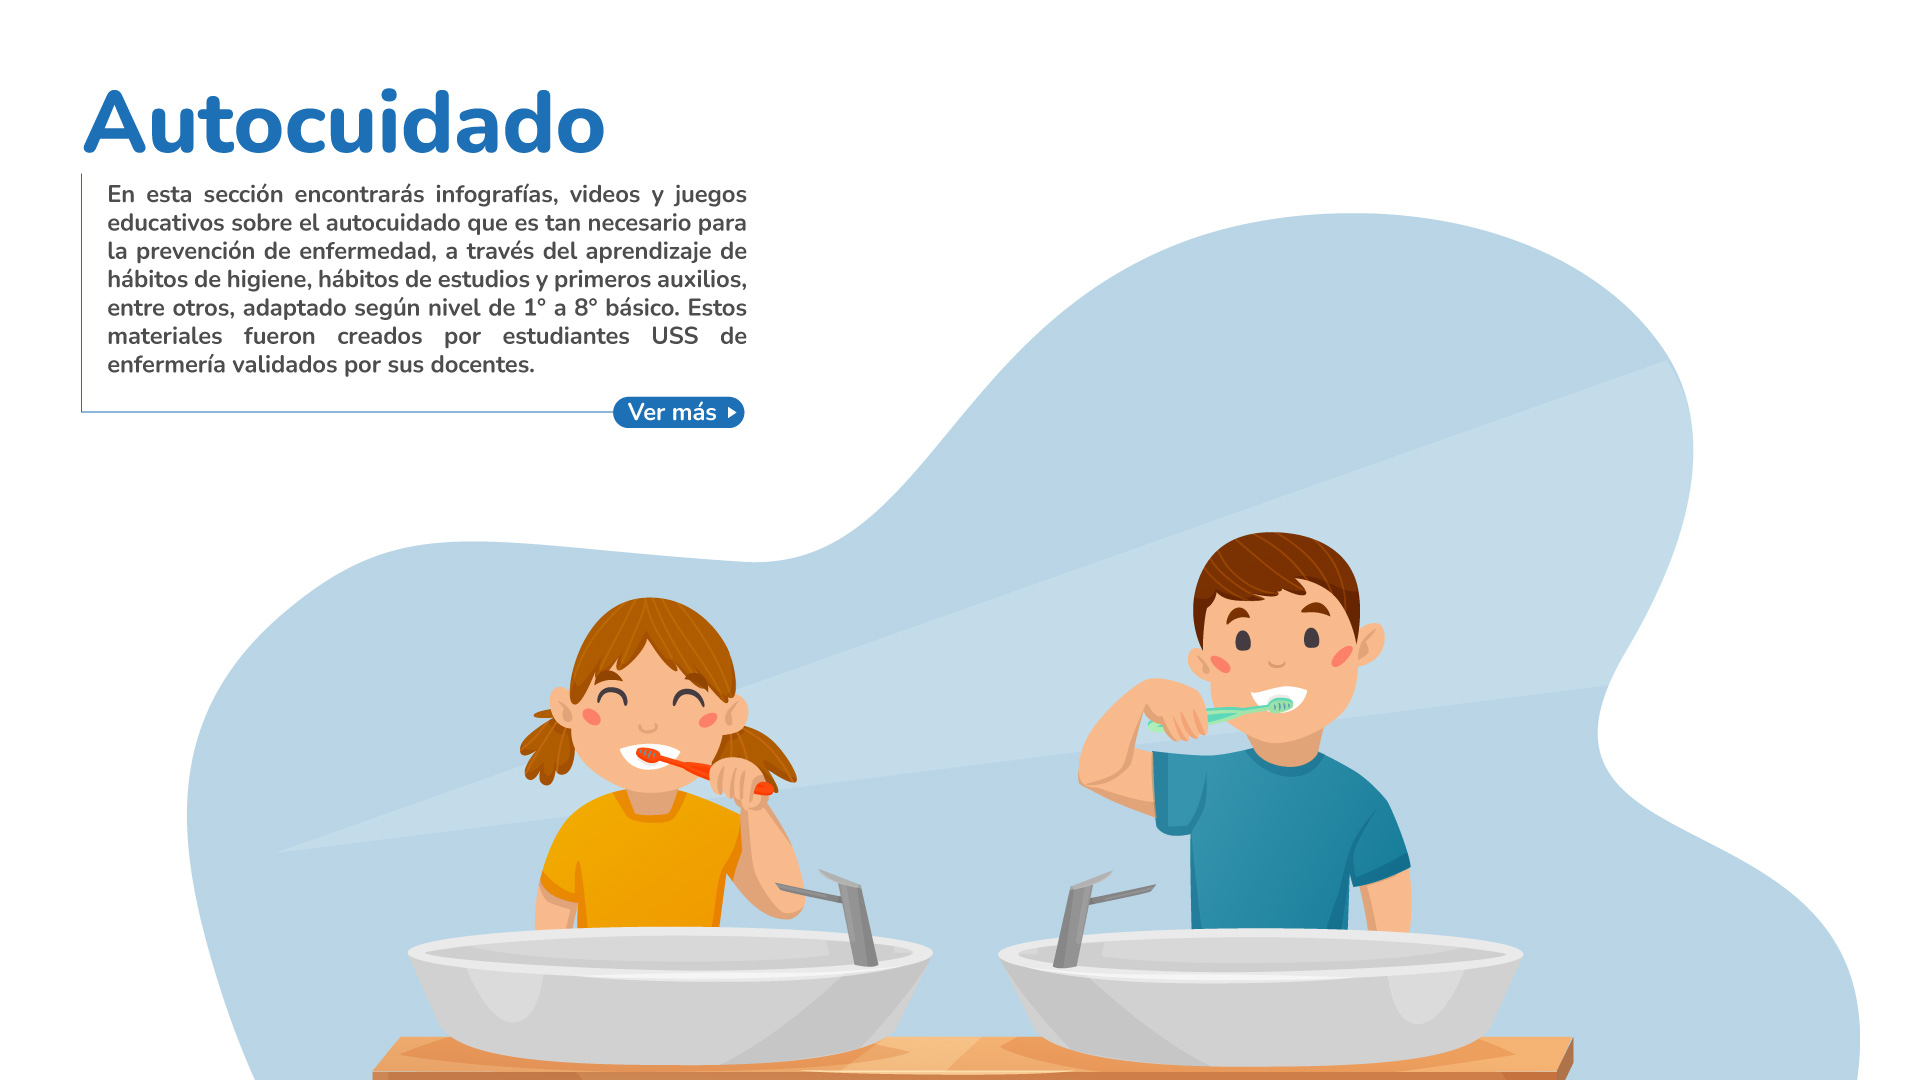 Autocuidado
En esta sección encontrarás infografías, videos y juegos
educativos sobre el autocuidado que es tan necesario para
la prevención de enfermedad, a través del aprendizaje de
hábitos de higiene, hábitos de estudios y primeros auxilios,
entre otros, adaptado según nivel de 1° a 8° básico. Estos
materiales fueron creados por estudiantes USS de
enfermería validados por sus docentes.
Ver más